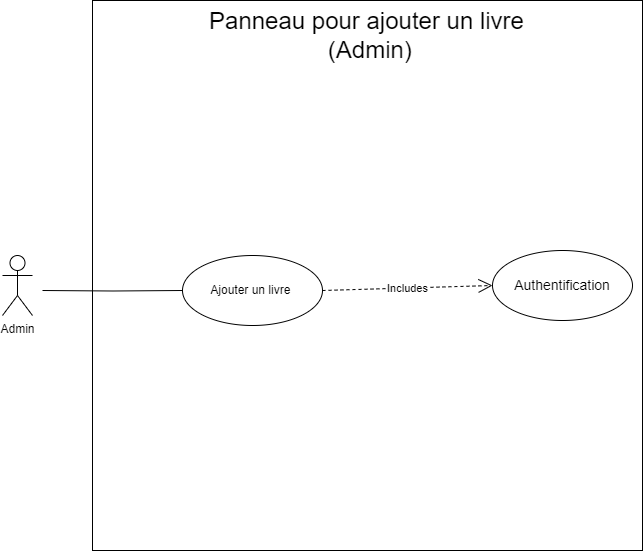 Panneau pour ajouter un livre
(Admin)
Ajouter un livre
Includes
Authentification
Admin